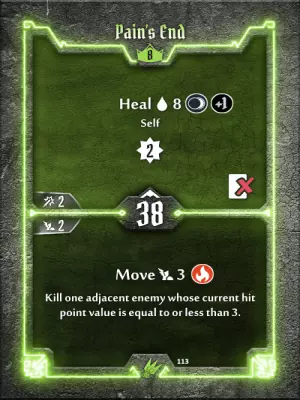 Pain's End
8
Heal 8 +1
Self
2
2
38
2
Move 3
Kill one adjacent enemy whose current hit
point value is equal to or less than 3.
113